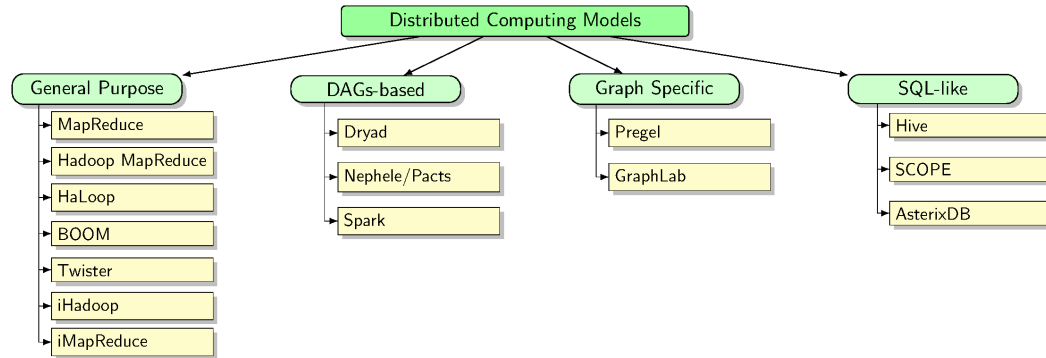 Distributed Computing Models
General Purpose
MapReduce
Hadoop MapReduce
HaLoop
BOOM
Twister
iHadoop
iMapReduce
DAGs-based
Dryad
Nephele/Pacts
Spark
Graph Specific
Pregel
GraphLab
SQL-like
Hive
SCOPE
AsterixDB